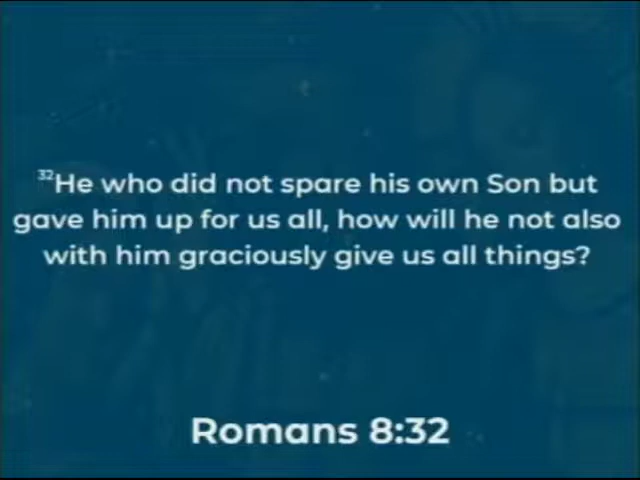 32He who did not spare his own Son but
gave him up for us all, how will he not also
with him graciously give us all things?
Romans 8:32